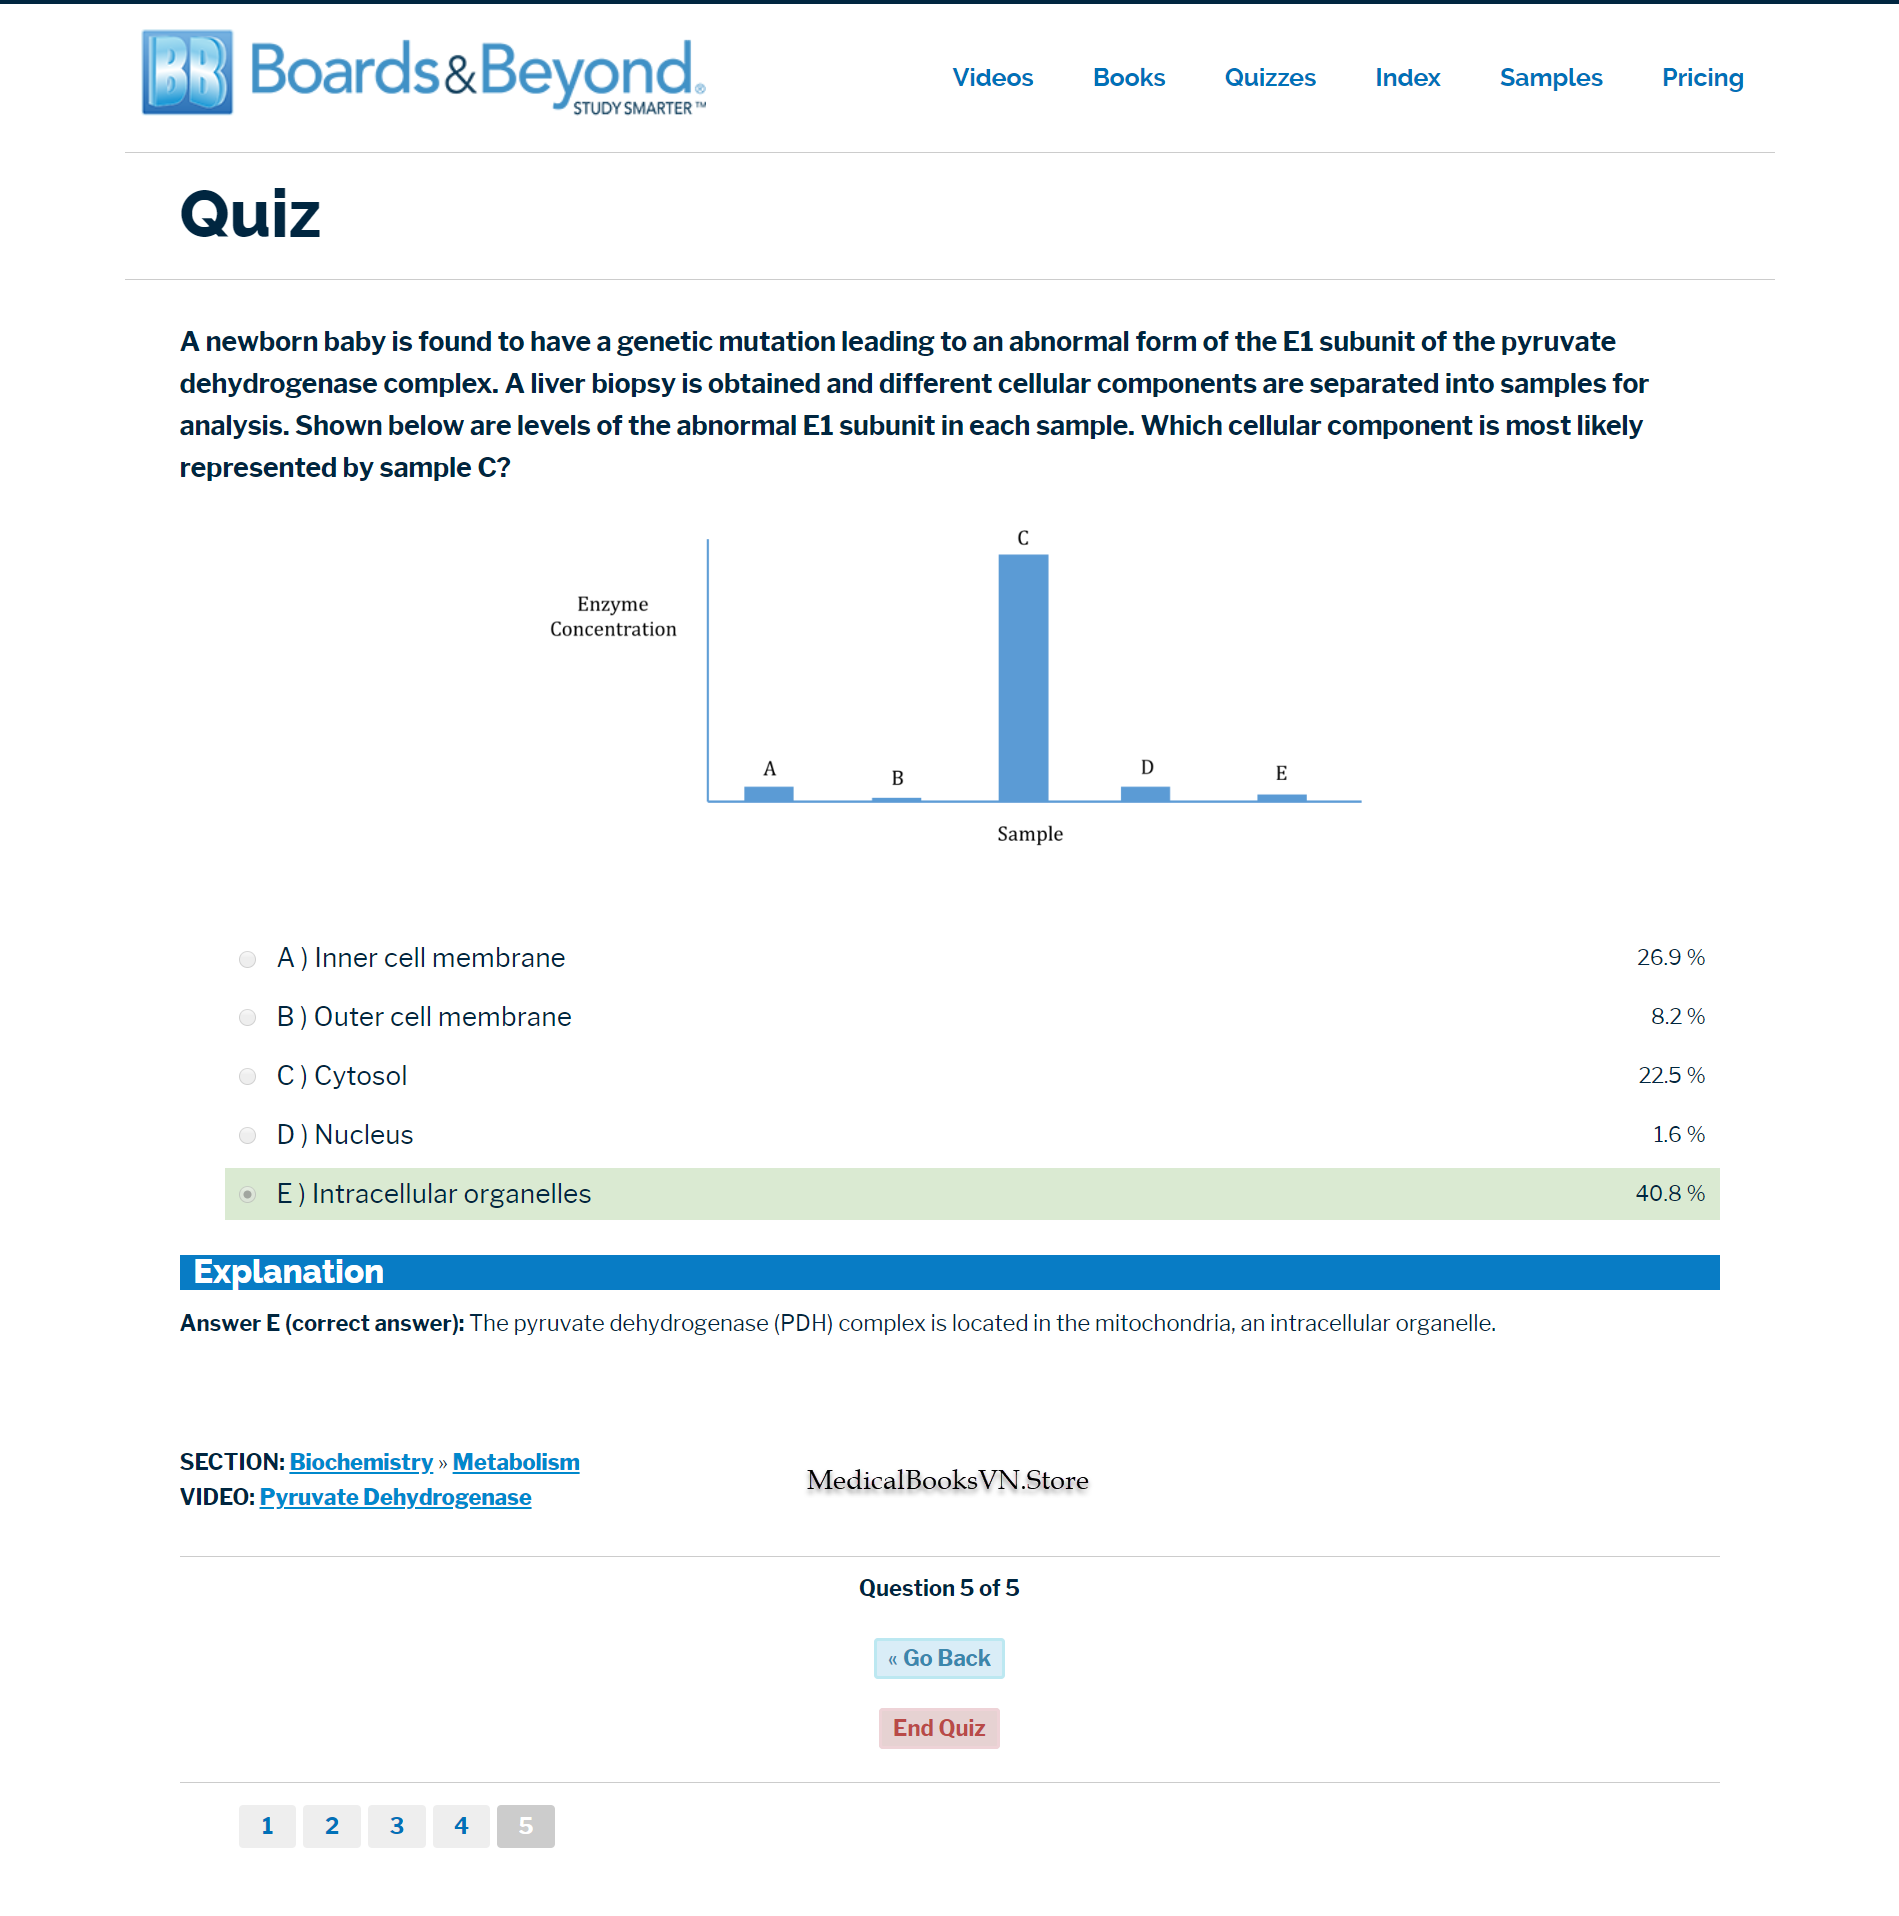 BB Boards&Beyond®
STUDY SMARTER™
Videos Books Quizzes Index Samples Pricing
Quiz
A newborn baby is found to have a genetic mutation leading to an abnormal form of the E1 subunit of the pyruvate
dehydrogenase complex. A liver biopsy is obtained and different cellular components are separated into samples for
analysis. Shown below are levels of the abnormal E1 subunit in each sample. Which cellular component is most likely
represented by sample C?
C
Enzyme
Concentration
A
B
D
E
Sample
A ) Inner cell membrane 26.9 %
B ) Outer cell membrane 8.2 %
C ) Cytosol 22.5 %
D ) Nucleus 1.6 %
E ) Intracellular organelles 40.8 %
Explanation
Answer E (correct answer): The pyruvate dehydrogenase (PDH) complex is located in the mitochondria, an intracellular organelle.
SECTION: Biochemistry » Metabolism
VIDEO: Pyruvate Dehydrogenase
MedicalBooksVN.Store
Question 5 of 5
« Go Back
End Quiz
1 2 3 4 5